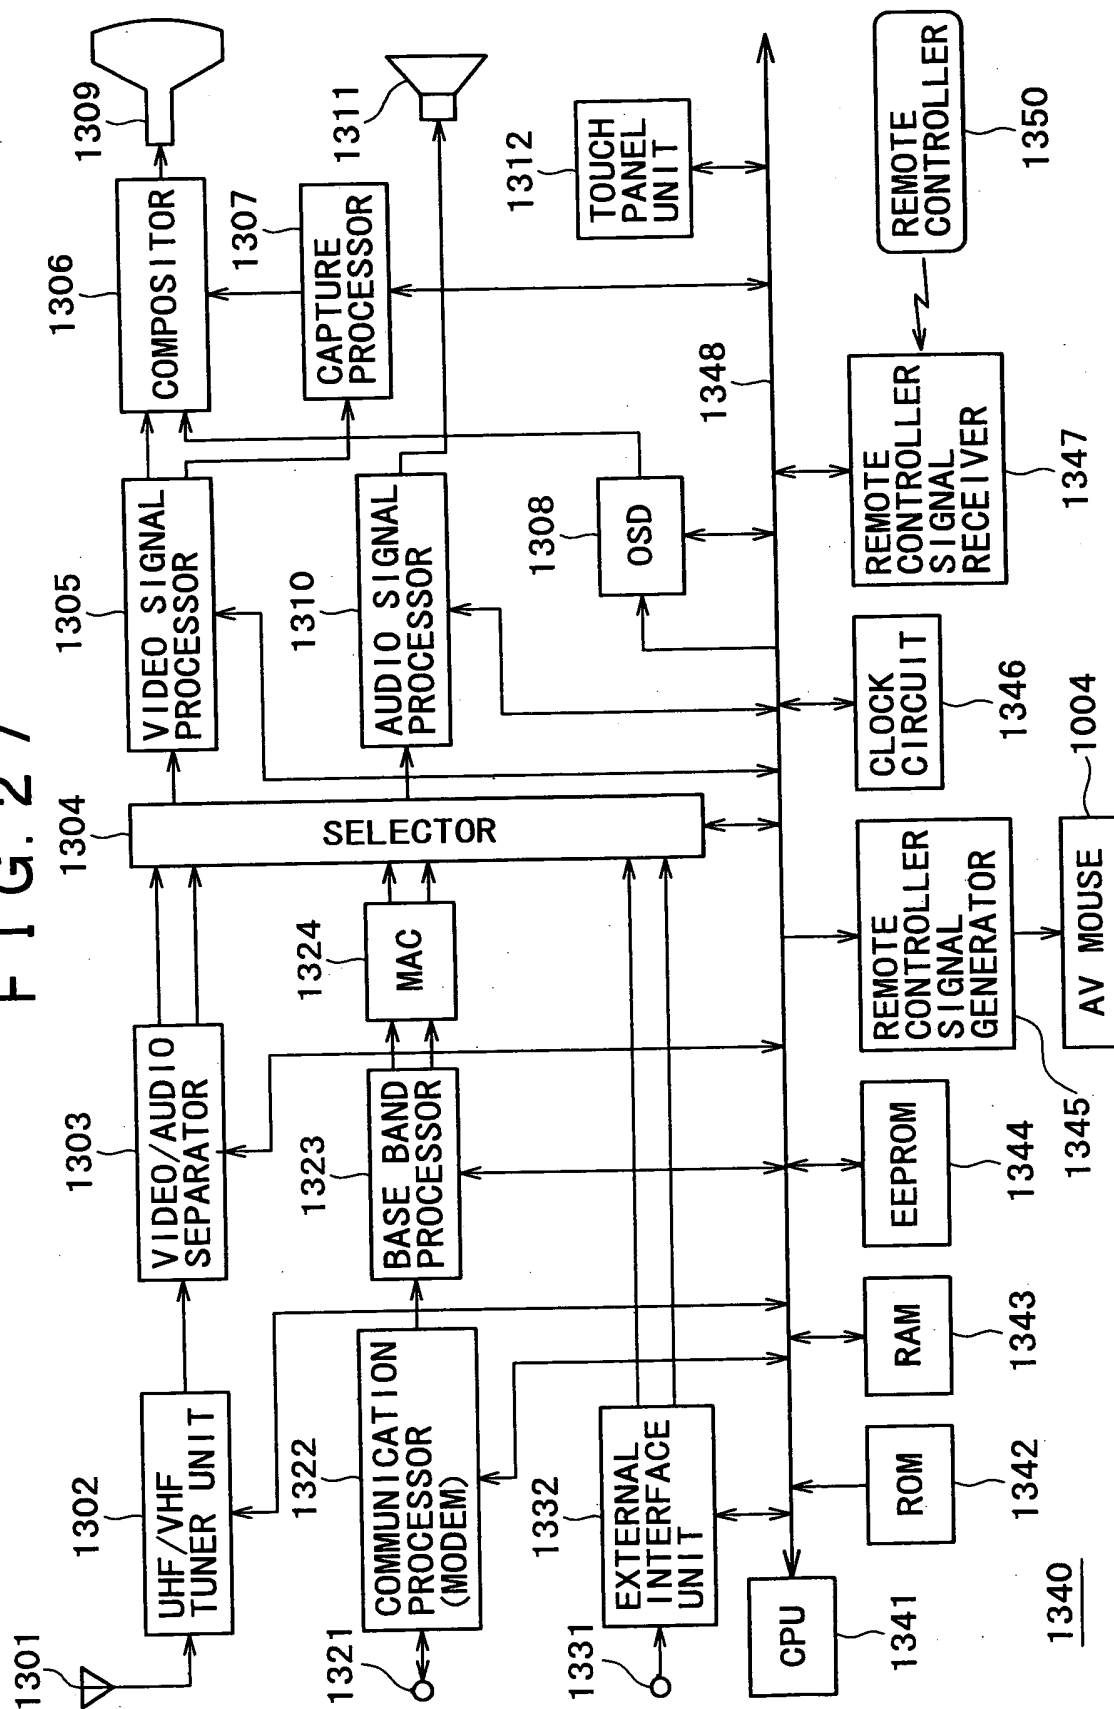 FIG. 27
1301
1302
UHF/VHF
TUNER UNIT
1303
VIDEO/AUDIO
SEPARATOR
1304
SELECTOR
1305
VIDEO SIGNAL
PROCESSOR
1306
COMPOSITOR
1309
1307
CAPTURE
PROCESSOR
1311
1321
1322
COMMUNICATION
PROCESSOR
(MODEM)
1323
BASE BAND
PROCESSOR
1324
MAC
1310
AUDIO SIGNAL
PROCESSOR
1331
1332
EXTERNAL
INTERFACE
UNIT
1308
OSD
1312
TOUCH
PANEL
UNIT
1348
CPU
1341
ROM
1342
RAM
1343
EEPROM
1344
REMOTE
CONTROLLER
SIGNAL
GENERATOR
1345
AV MOUSE
1004
CLOCK
CIRCUIT
1346
REMOTE
CONTROLLER
SIGNAL
RECEIVER
1347
REMOTE
CONTROLLER
1350
1340